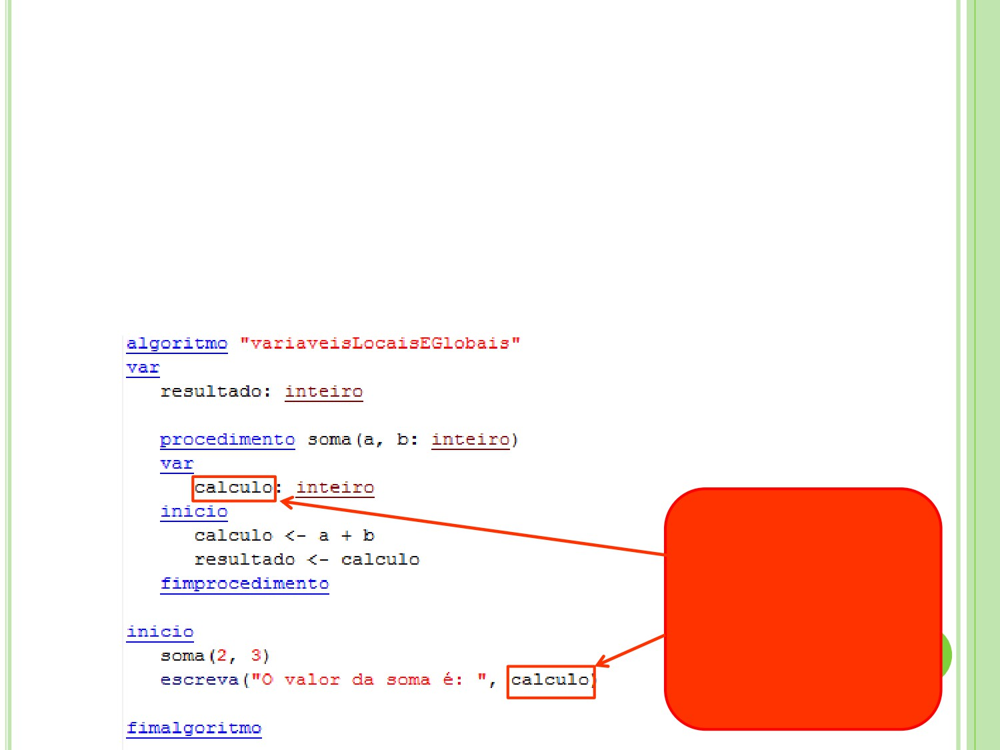 algoritmo "variaveisLocaisEGlobais"
var
resultado: inteiro
procedimento soma(a, b: inteiro)
var
calculo: inteiro
inicio
calculo <- a + b
resultado <- calculo
fimprocedimento
inicio
soma(2, 3)
escreva("O valor da soma é: ", calculo)
fimalgoritmo